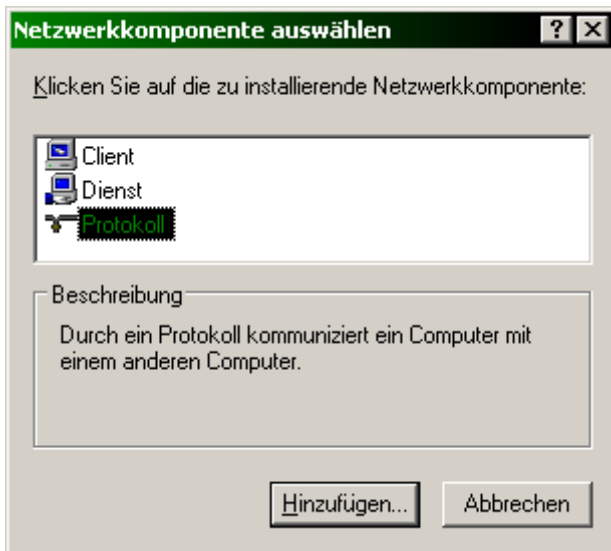 Netzwerkkomponente auswählen
Klicken Sie auf die zu installierende Netzwerkkomponente:
Client
Dienst
Protokoll
Beschreibung
Durch ein Protokoll kommuniziert ein Computer mit
einem anderen Computer.
Hinzufügen... Abbrechen